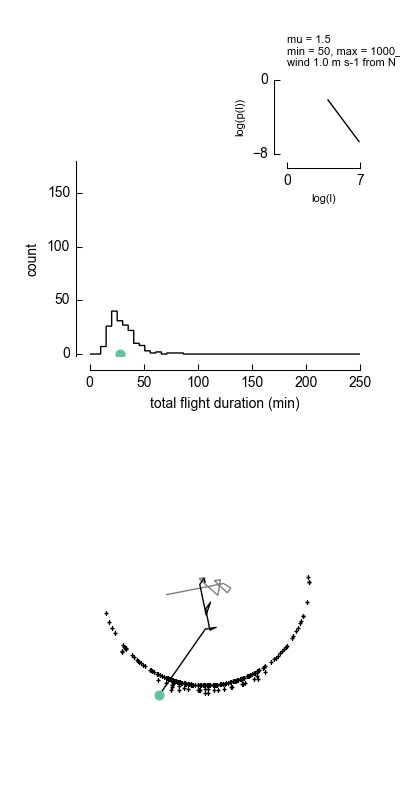 mu = 1.5
min = 50, max = 1000_
wind 1.0 m s-1 from N
0
log(p(l))
−8
0
7
log(l)
150
100
count
50
0
0
50
100
150
200
250
total flight duration (min)